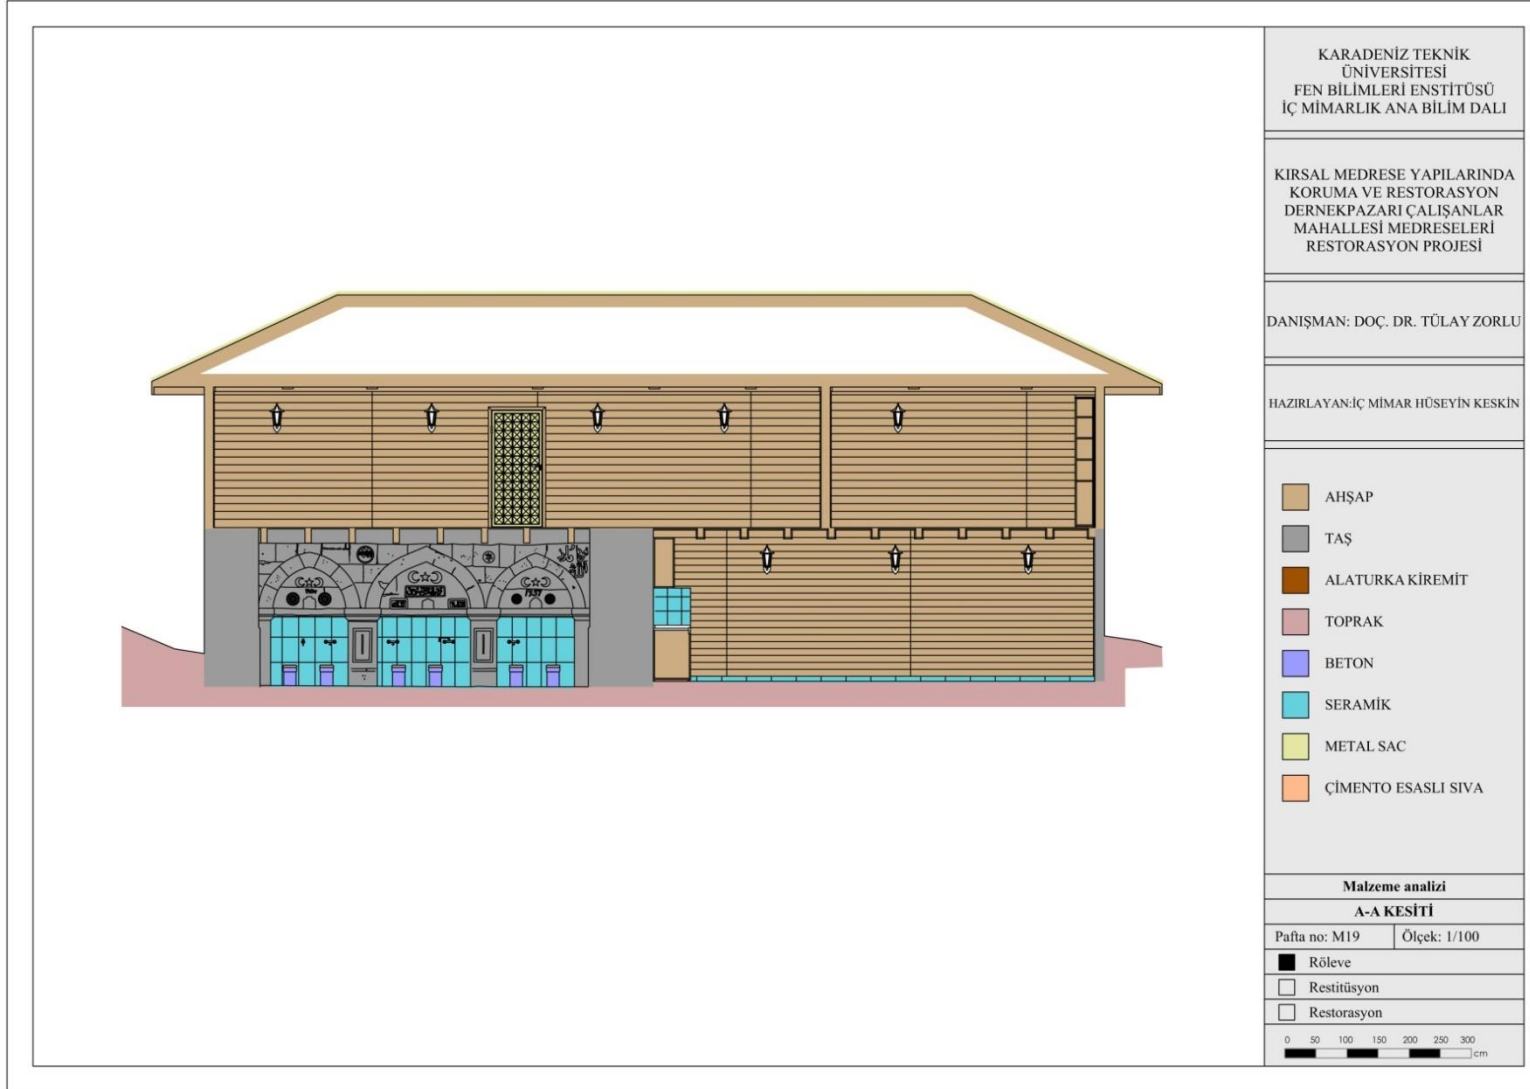 KARADENİZ TEKNİK
ÜNİVERSİTESİ
FEN BİLİMLERİ ENSTİTÜSÜ
İÇ MİMARLIK ANA BİLİM DALI
KIRSAL MEDRESE YAPILARINDA
KORUMA VE RESTORASYON
DERNEKPAZARI ÇALIŞANLAR
MAHALLESİ MEDRESELERİ
RESTORASYON PROJESİ
DANIŞMAN: DOÇ. DR. TÜLAY ZORLU
HAZIRLAYAN:İÇ MİMAR HÜSEYİN KESKİN
AHŞAP
TAŞ
ALATURKA KİREMİT
TOPRAK
BETON
SERAMİK
METAL SAC
ÇİMENTO ESASLI SIVA
Malzeme analizi
A-A KESİTİ
Pafta no: M19 Ölçek: 1/100
Röleve
Restitüsyon
Restorasyon
0 50 100 150 200 250 300
cm